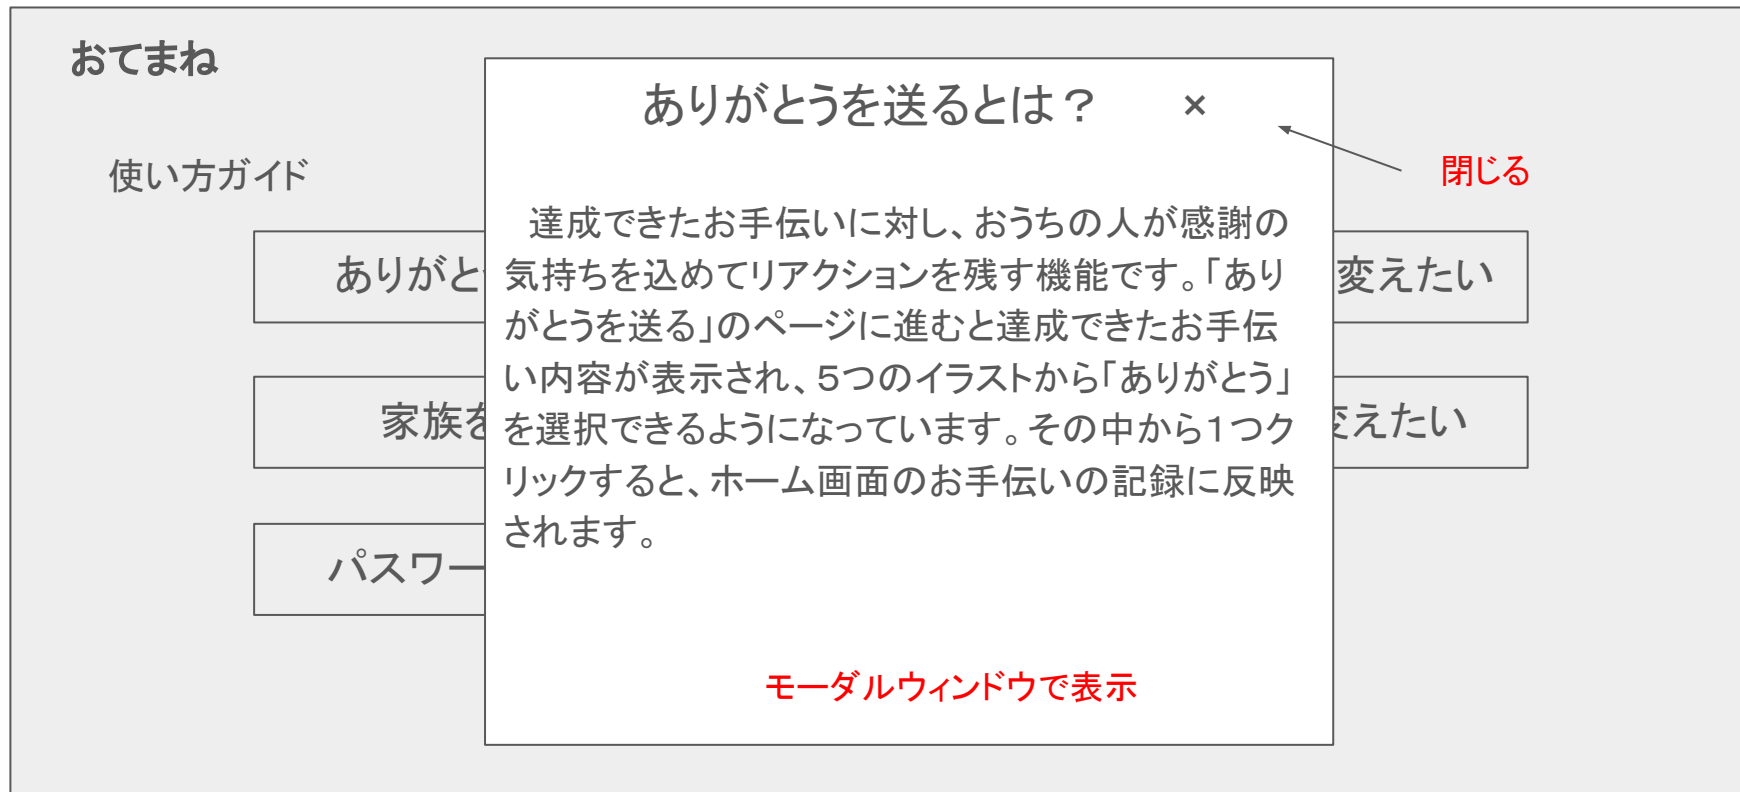 おてまね
ありがとうを送るとは？ ×
閉じる
使い方ガイド
達成できたお手伝いに対し、おうちの人が感謝の
気持ちを込めてリアクションを残す機能です。「あり
がとうを送る」のページに進むと達成できたお手伝
い内容が表示され、５つのイラストから「ありがとう」
を選択できるようになっています。その中から１つク
リックすると、ホーム画面のお手伝いの記録に反映
されます。
モーダルウィンドウで表示
ありがと
変えたい
家族を
えたい
パスワー